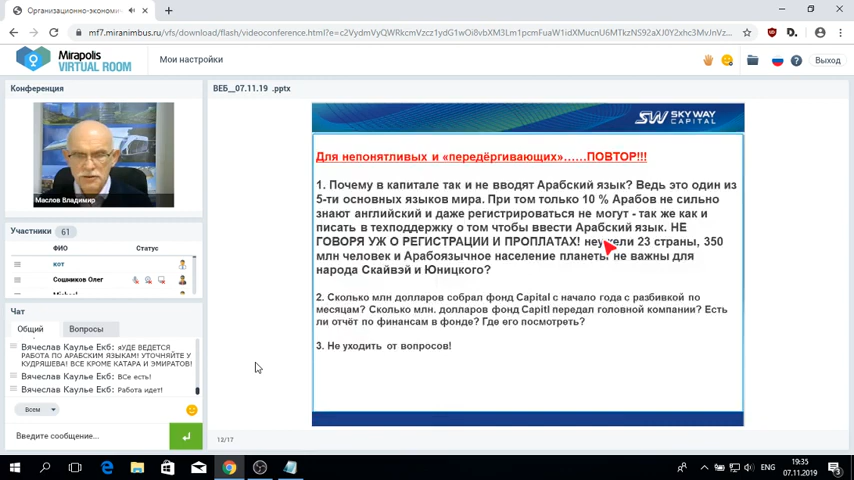 Организационно-экономи
mf7.miranimbus.ru/vfs/download/flash/videoconference.html?e=
Mirapolis
VIRTUAL ROOM
Мои настройки
Выход
Конференция
ВЕБ__07.11.19 .pptx
Маслов Владимир
SW SKY WAY
CAPITAL
Для непонятливых и «передёргивающих»……ПОВТОР!!!
1. Почему в капитале так и не вводят Арабский язык? Ведь это один из
5-ти основных языков мира. При том только 10 % Арабов не сильно
знают английский и даже регистрироваться не могут - так же как и
писать в техподдержку о том чтобы ввести Арабский язык. НЕ
ГОВОРЯ УЖ О РЕГИСТРАЦИИ И ПРОПЛАТАХ! неужели 23 страны, 350
млн человек и Арабоязычное население планеты не важны для
народа Скайвэй и Юницкого?
2. Сколько млн долларов собрал фонд Capital с начало года с разбивкой по
месяцам? Сколько млн. долларов фонд Capitl передал головной компании? Есть
ли отчёт по финансам в фонде? Где его посмотреть?
3. Не уходить от вопросов!
Участники 61
ФИО Статус
кот
Сошников Олег
Чат
Общий Вопросы
Вячеслав Каулье Екб: яУДЕ ВЕДЕТСЯ
РАБОТА ПО АРАБСКИМ ЯЗЫКАМ! УТОЧНЯЙТЕ У
КУДРЯШЕВА! ВСЕ КРОМЕ КАТАРА И ЭМИРАТОВ!
Вячеслав Каулье Екб: ВСе есть!
Вячеслав Каулье Екб: Работа идет!
Всем
Введите сообщение...
12/17
ENG
19:35
07.11.2019
3